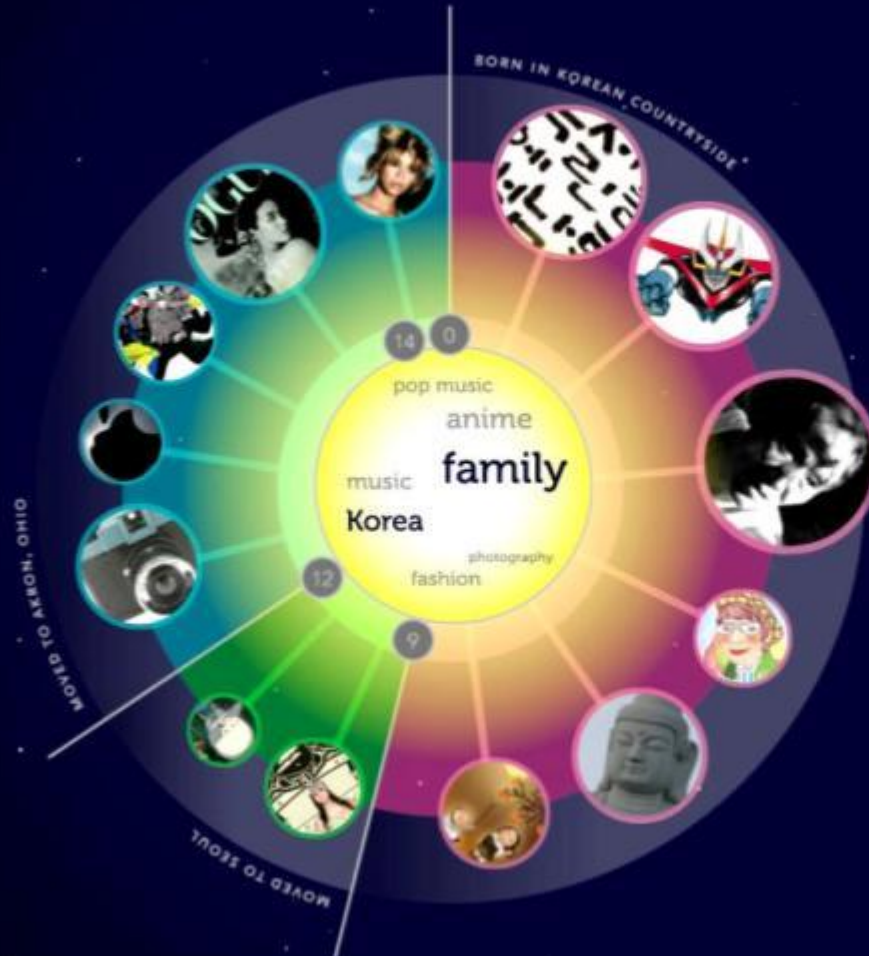 BORN IN KOREAN COUNTRYSIDE
14
0
pop music
anime
family
music
Korea
photography
fashion
12
9
MOVED TO AKRON, OHIO
MOVED TO SEOUL